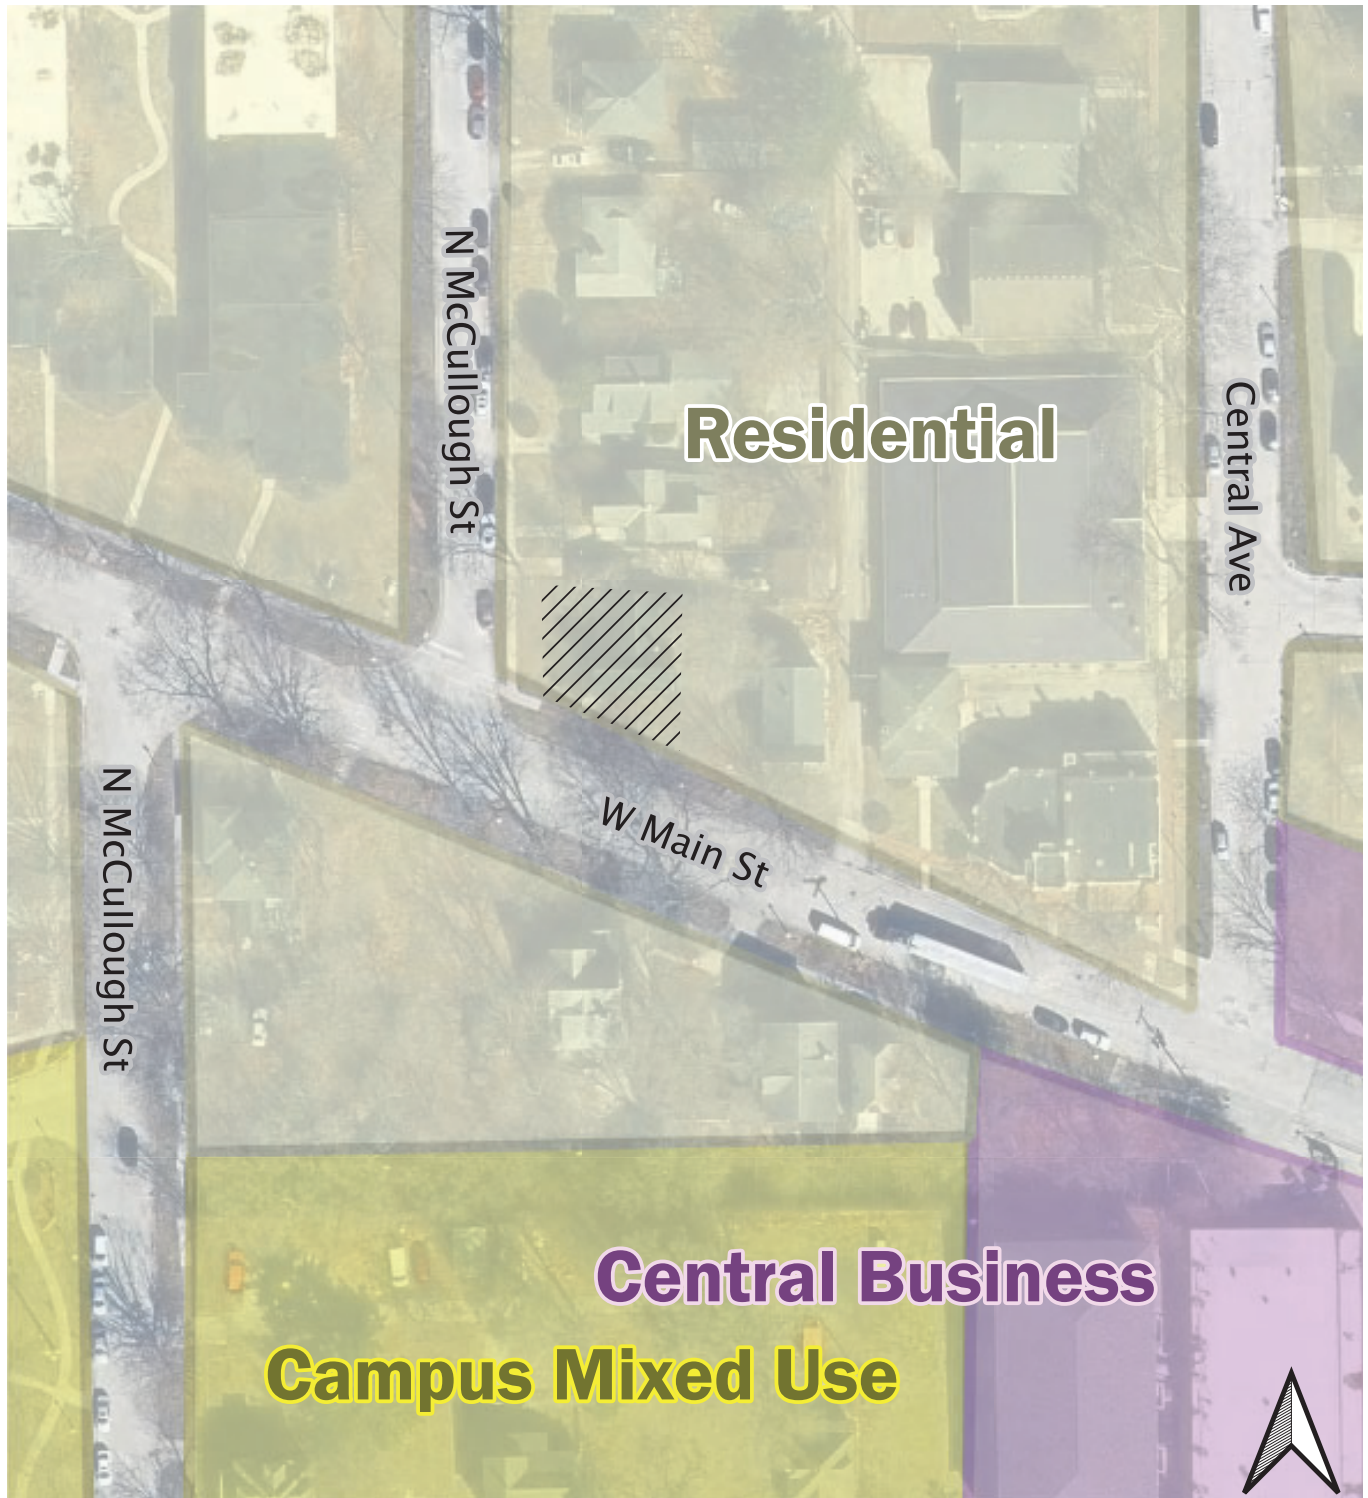 N McCullough St
Residential
Central Ave
W Main St
N McCullough St
Central Business
Campus Mixed Use